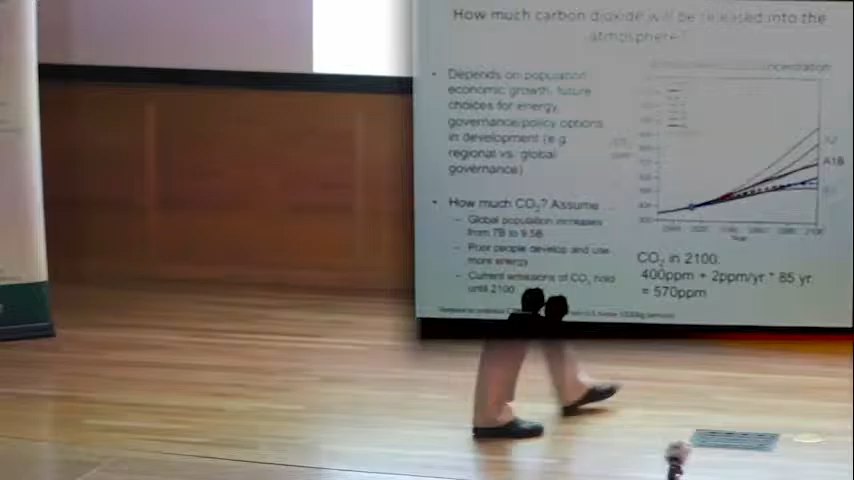 How much carbon dioxide will be released into the
atmosphere?
• Depends on population
economic growth, future
choices for energy,
governance/policy options
in development (e.g.
regional vs. global
governance)
• How much CO2? Assume
– Global population increases
from 7B to 9.5B
– Poor people develop and use
more energy
– Current emissions of CO2 hold
until 2100
A1B
2100
Year
CO2 in 2100:
400ppm + 2ppm/yr * 85 yr
= 570ppm